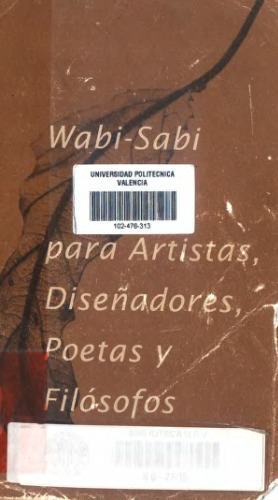 Wabi-Sabi
UNIVERSIDAD POLITECNICA
VALENCIA
102-476-313
para Artistas,
Diseñadores,
Poetas y
Filósofos